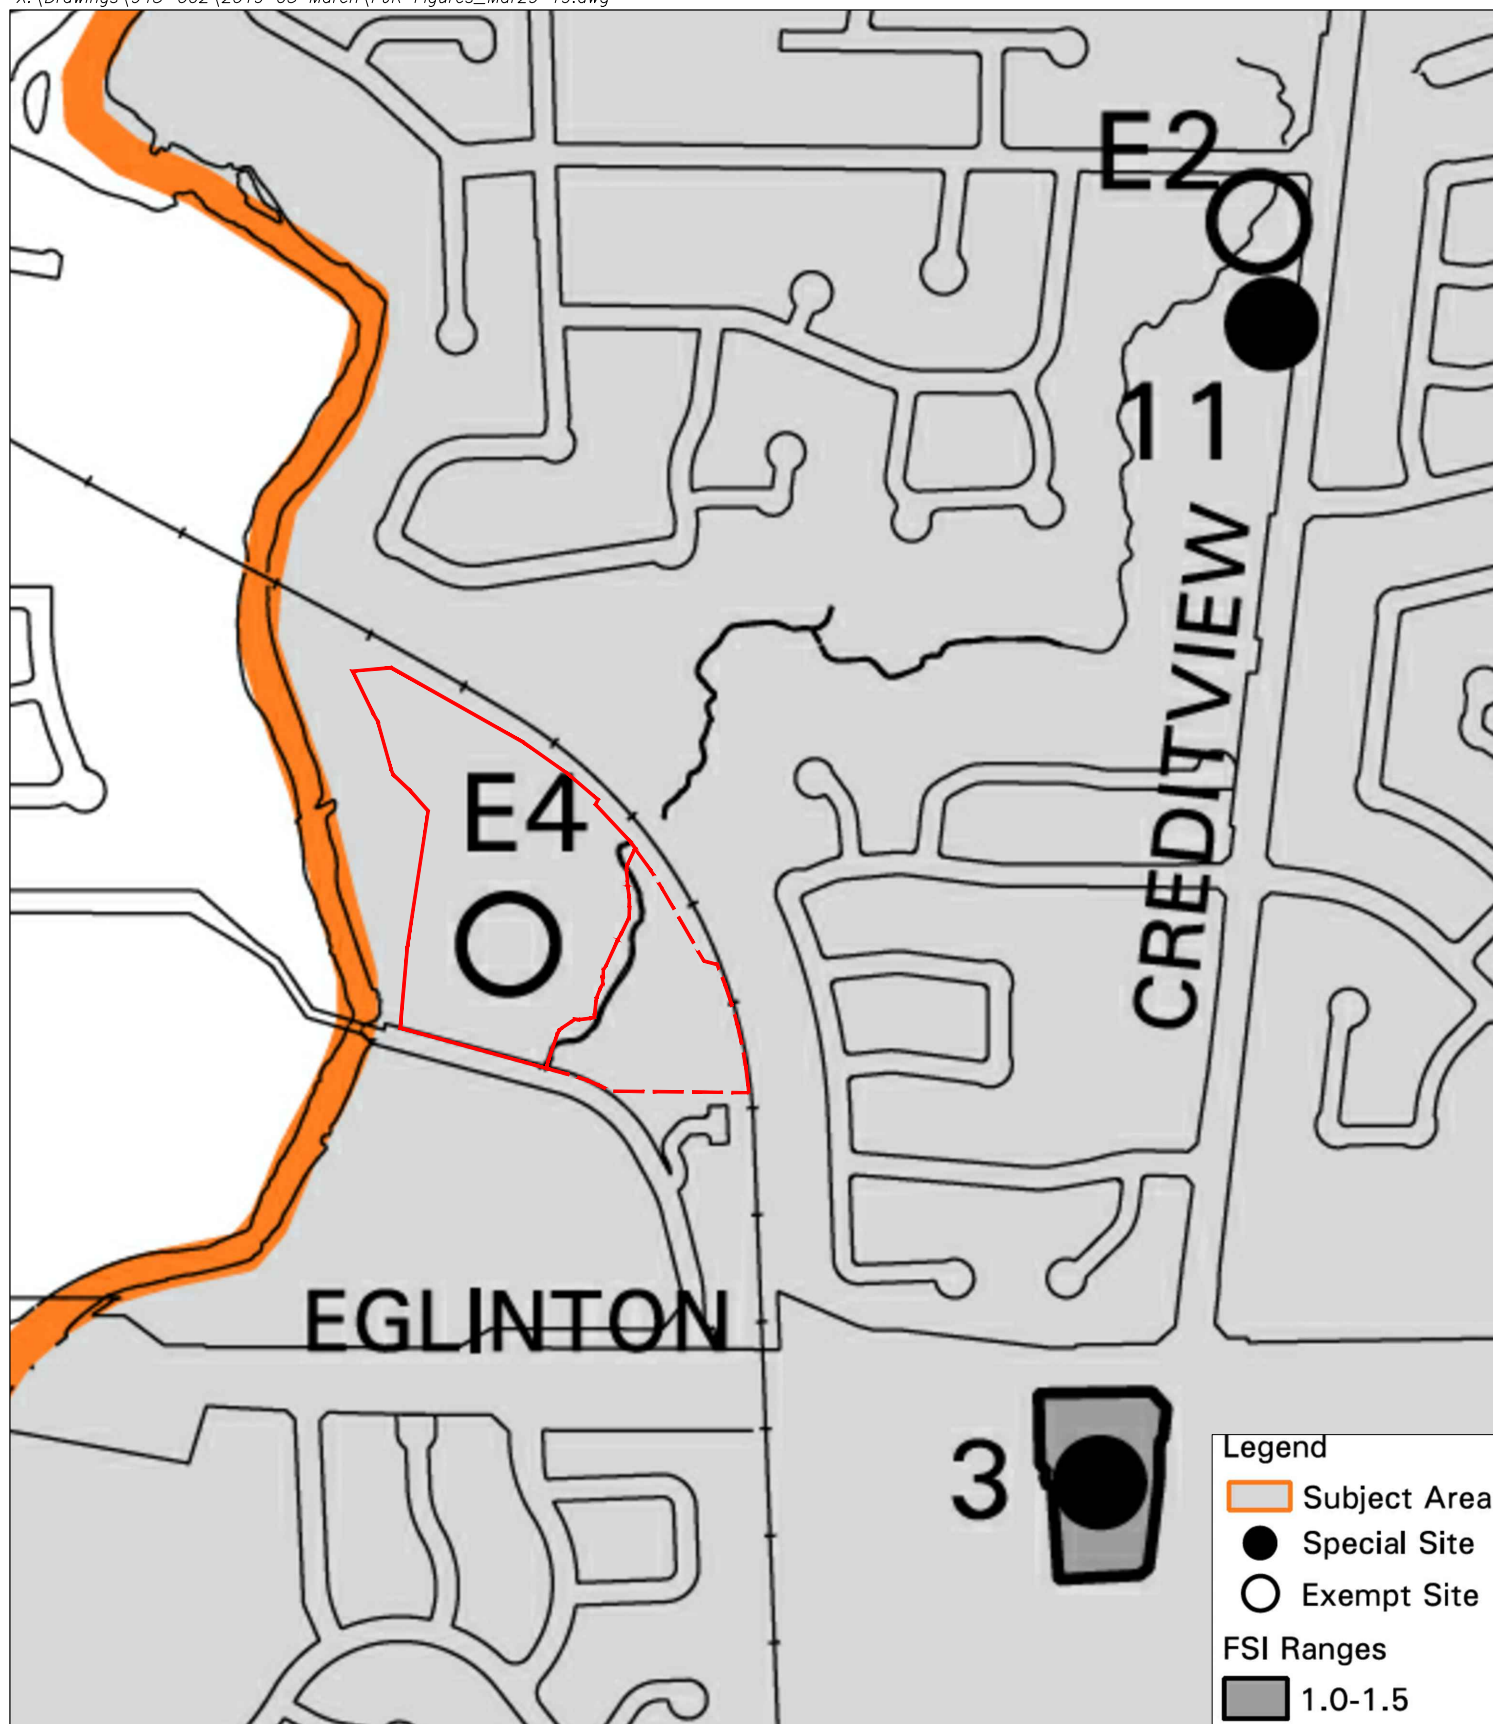 E2
11
CREDITVIEW
E4
EGLINTON
3
Legend
Subject Area
Special Site
Exempt Site
FSI Ranges
1.0-1.5